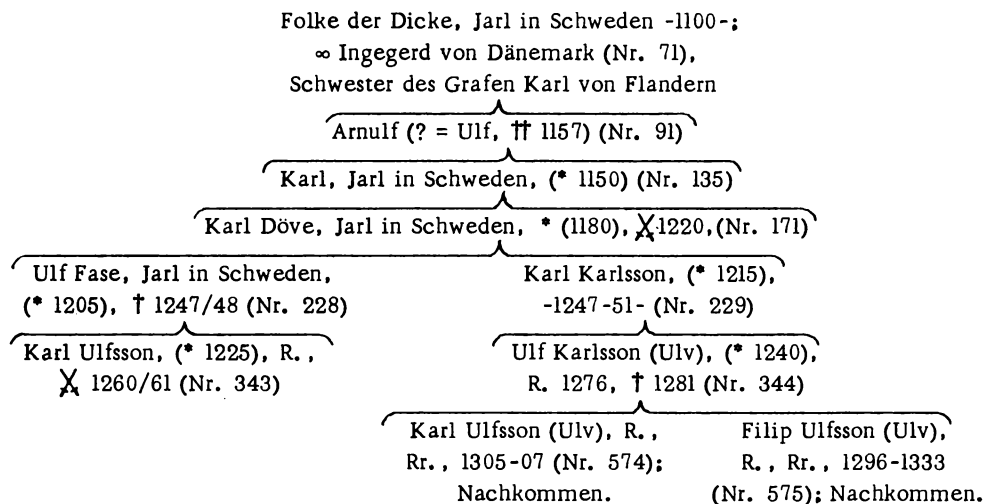 Folke der Dicke, Jarl in Schweden -1100-;
∞ Ingegerd von Dänemark (Nr. 71),
Schwester des Grafen Karl von Flandern
Arnulf (? = Ulf, †† 1157) (Nr. 91)
Karl, Jarl in Schweden, (* 1150) (Nr. 135)
Karl Döve, Jarl in Schweden, * (1180), ⚔ 1220, (Nr. 171)
Ulf Fase, Jarl in Schweden,
(* 1205), † 1247/48 (Nr. 228)
Karl Karlsson, (* 1215),
-1247-51- (Nr. 229)
Karl Ulfsson, (* 1225), R.,
⚔ 1260/61 (Nr. 343)
Ulf Karlsson (Ulv), (* 1240),
R. 1276, † 1281 (Nr. 344)
Karl Ulfsson (Ulv), R.,
Rr., 1305-07 (Nr. 574);
Nachkommen.
Filip Ulfsson (Ulv),
R., Rr., 1296-1333
(Nr. 575); Nachkommen.